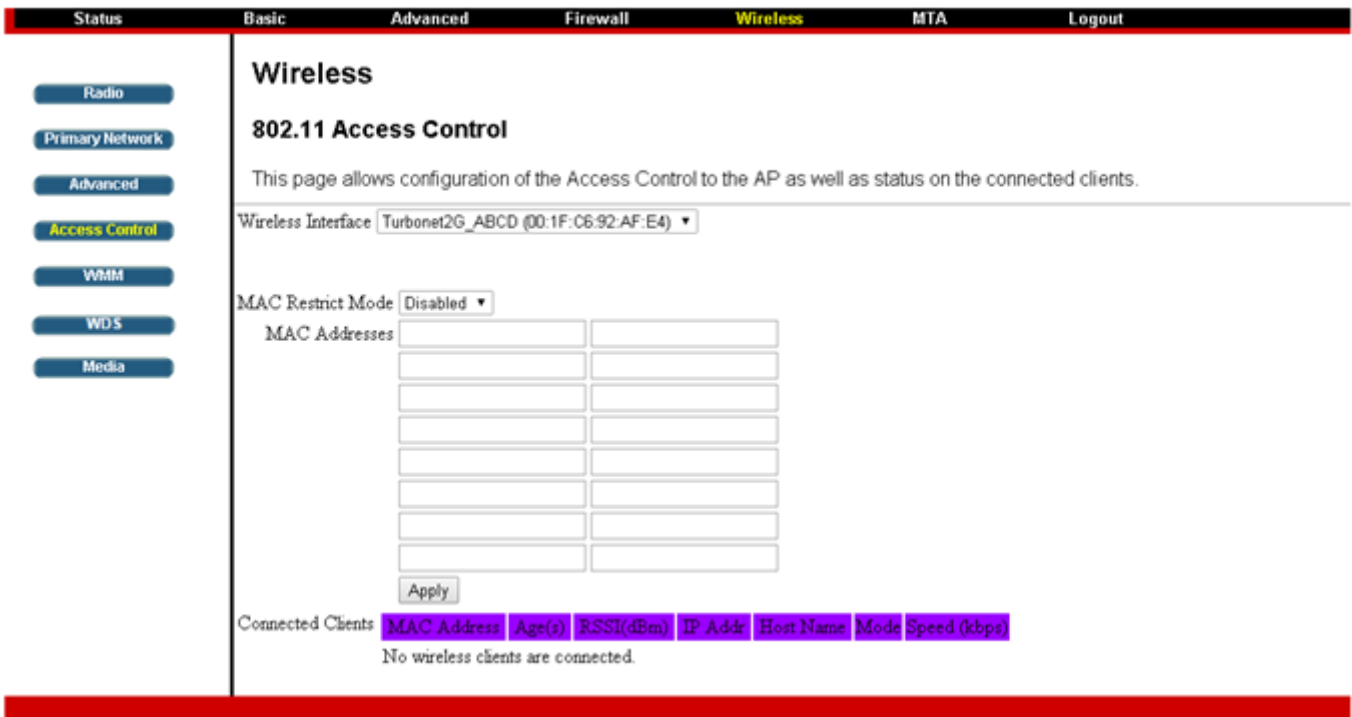 Status Basic Advanced Firewall Wireless MTA Logout
Radio
Primary Network
Advanced
Access Control
WMM
WDS
Media
Wireless
802.11 Access Control
This page allows configuration of the Access Control to the AP as well as status on the connected clients.
Wireless Interface Turbonet2G_ABCD (00:1F:C6:92:AF:E4)
MAC Restrict Mode Disabled
MAC Addresses
Apply
Connected Clients MAC Address Age(s) RSSI(dBm) IP Addr Host Name Mode Speed (kbps)
No wireless clients are connected.